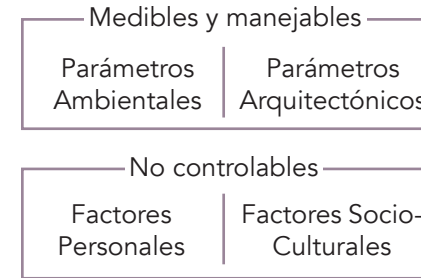 Medibles y manejables
Parámetros Parámetros
Ambientales Arquitectónicos
No controlables
Factores Factores Socio-
Personales Culturales